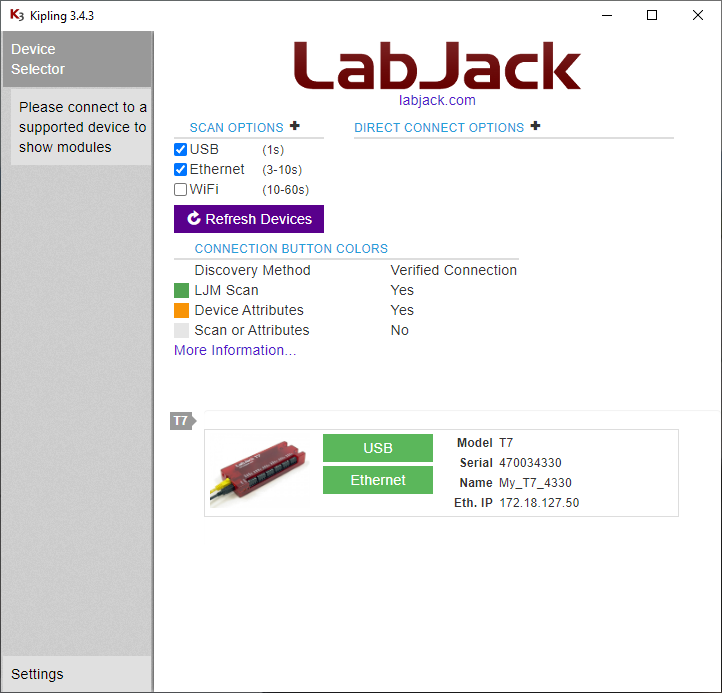 K3 Kipling 3.4.3
Device
Selector
Please connect to a
supported device to
show modules
LabJack
labjack.com
SCAN OPTIONS +
DIRECT CONNECT OPTIONS +
USB (1s)
Ethernet (3-10s)
WiFi (10-60s)
Refresh Devices
CONNECTION BUTTON COLORS
Discovery Method Verified Connection
LJM Scan Yes
Device Attributes Yes
Scan or Attributes No
More Information...
T7
LabJack T7
USB
Ethernet
Model T7
Serial 470034330
Name My_T7_4330
Eth. IP 172.18.127.50
Settings